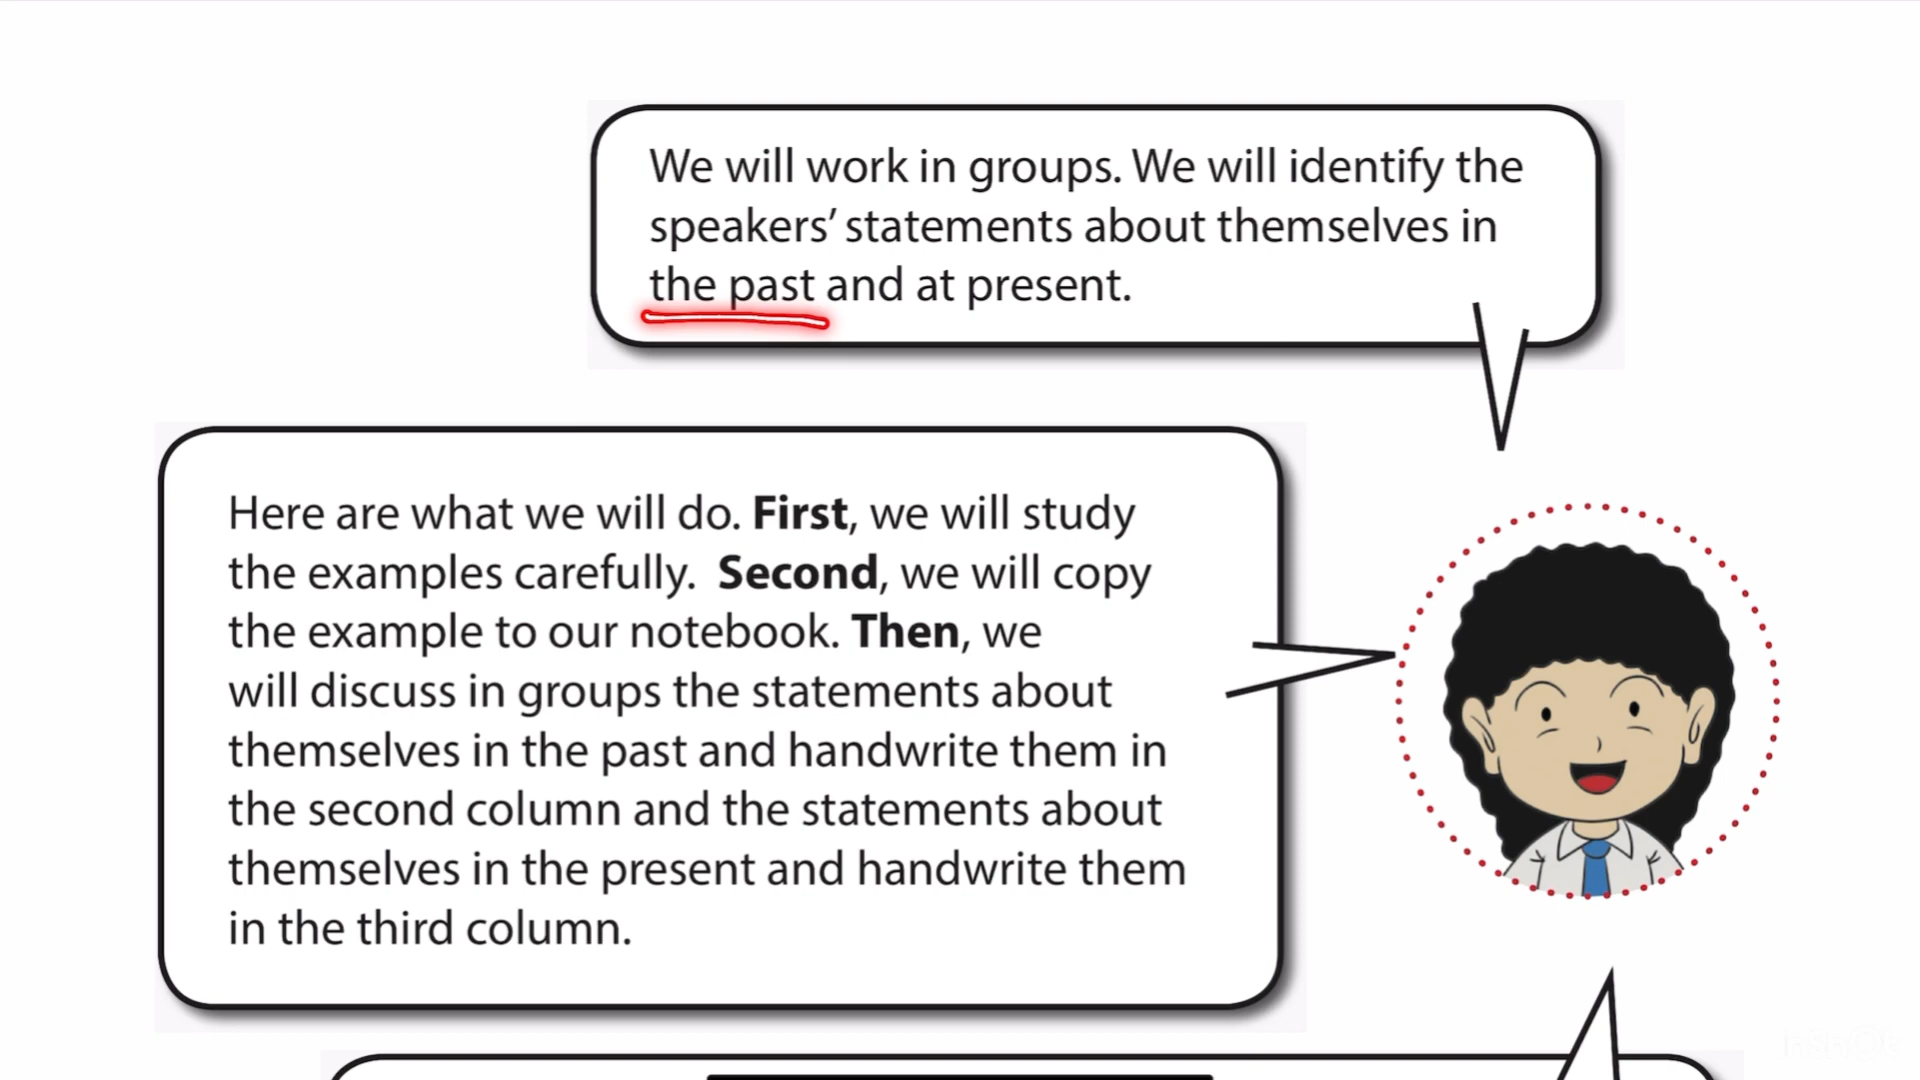 We will work in groups. We will identify the
speakers’ statements about themselves in
the past and at present.
Here are what we will do. First, we will study
the examples carefully. Second, we will copy
the example to our notebook. Then, we
will discuss in groups the statements about
themselves in the past and handwrite them in
the second column and the statements about
themselves in the present and handwrite them
in the third column.